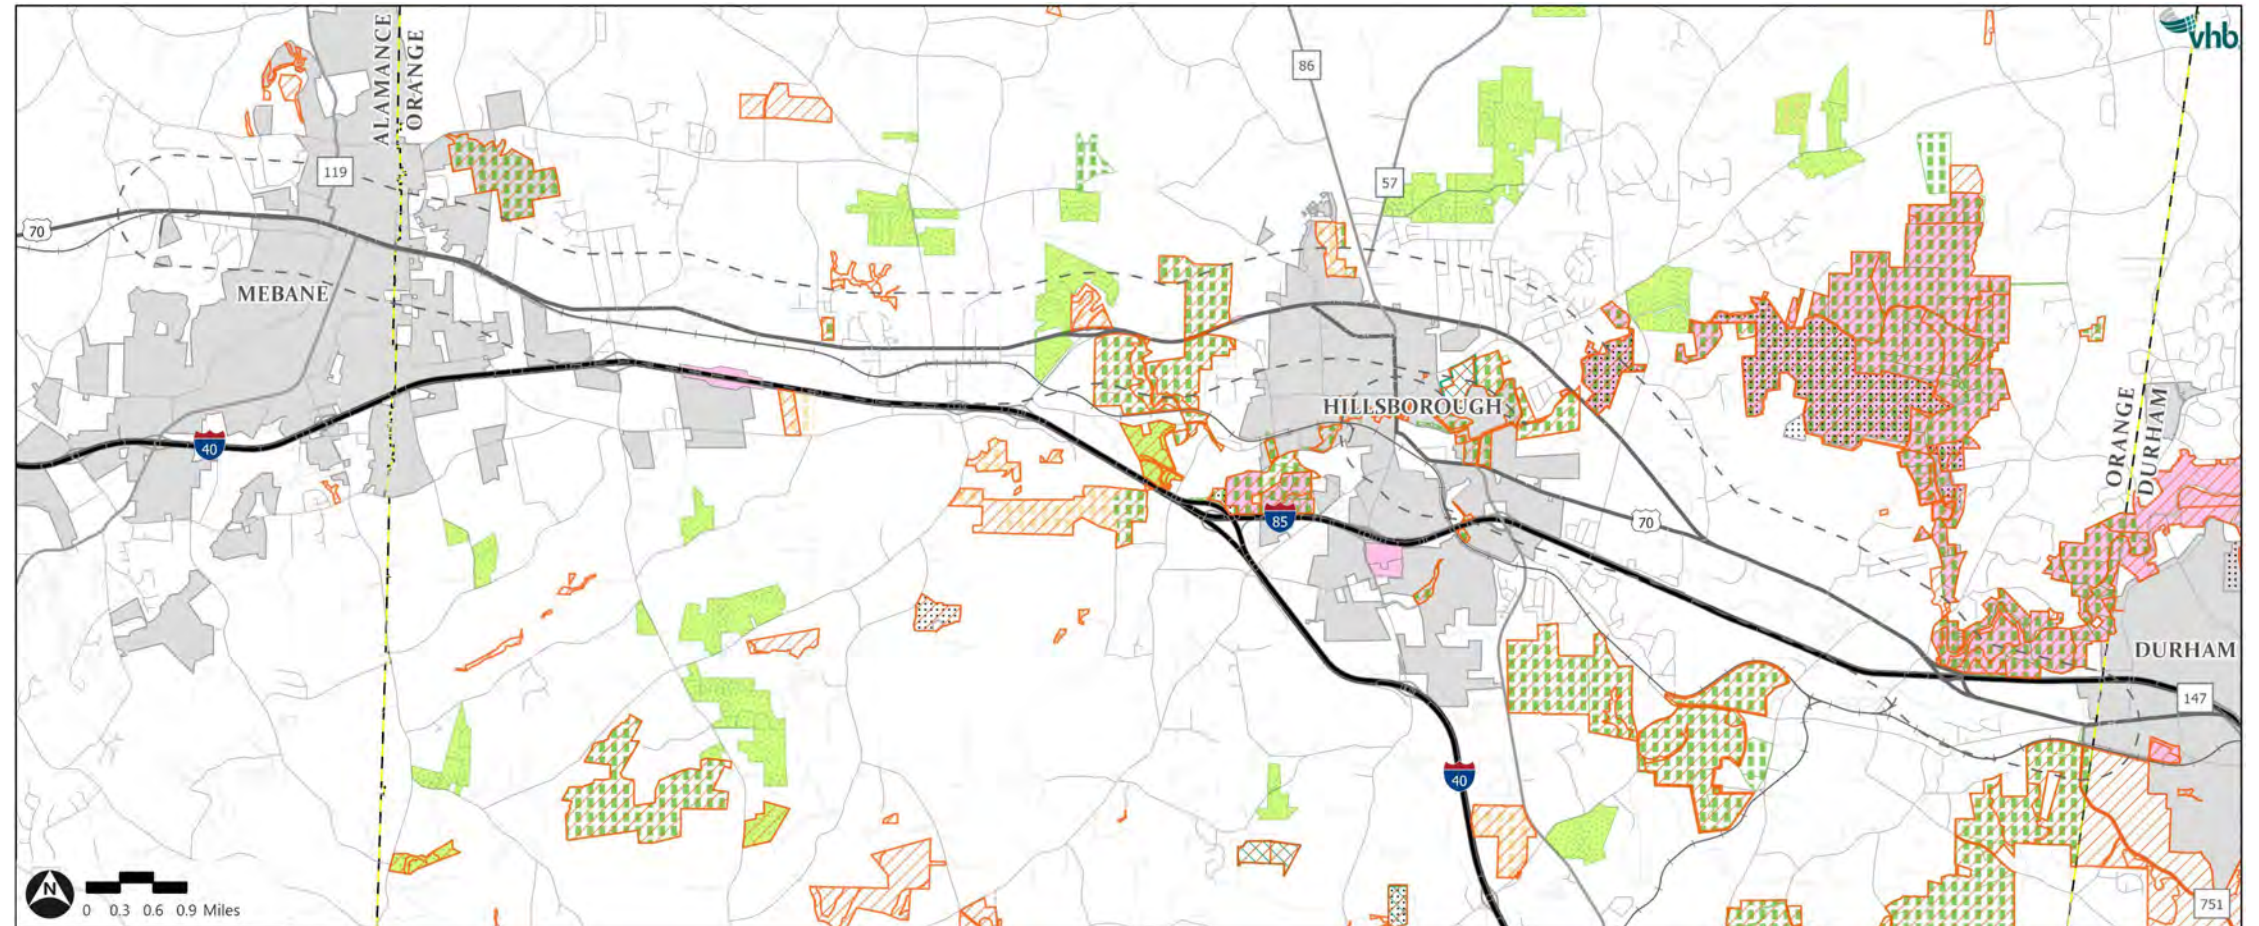 vhb
ALAMANCE
ORANGE
86
119
57
70
MEBANE
40
HILLSBOROUGH
ORANGE
DURHAM
85
70
DURHAM
147
40
N
0 0.3 0.6 0.9 Miles
751